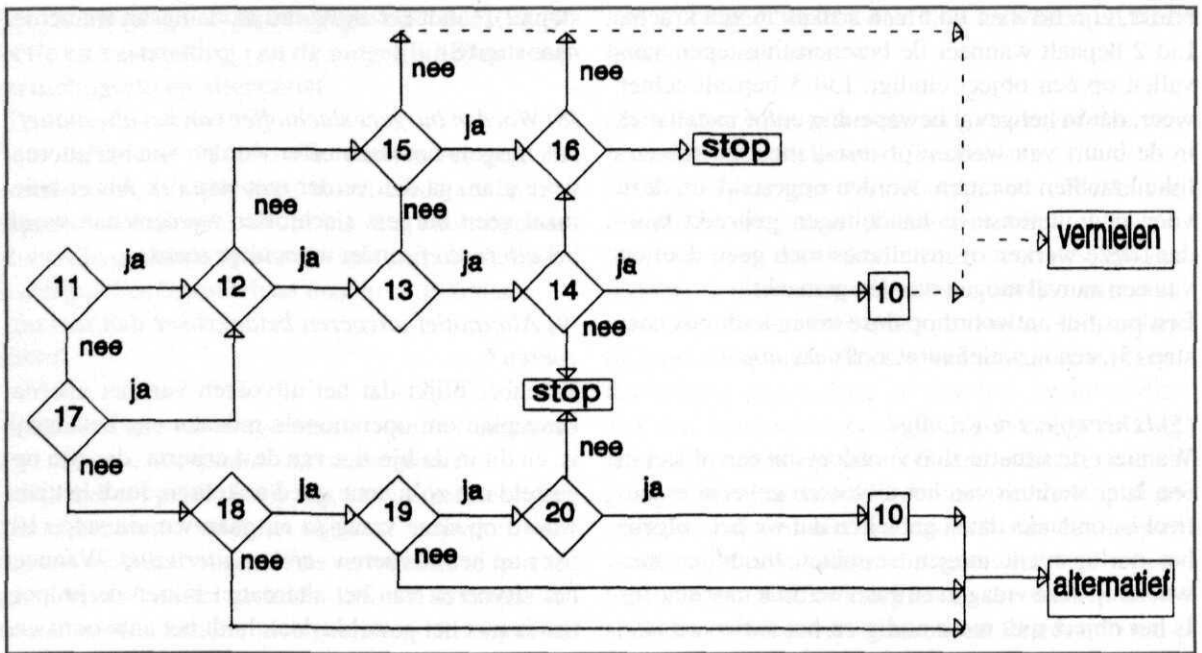 nee nee
15 ja 16 stop
nee nee
11 ja 12 ja 13 14 ja 10 vernielen
nee ja nee
17 stop
nee nee
18 ja 19 ja 20 ja 10
nee nee alternatief